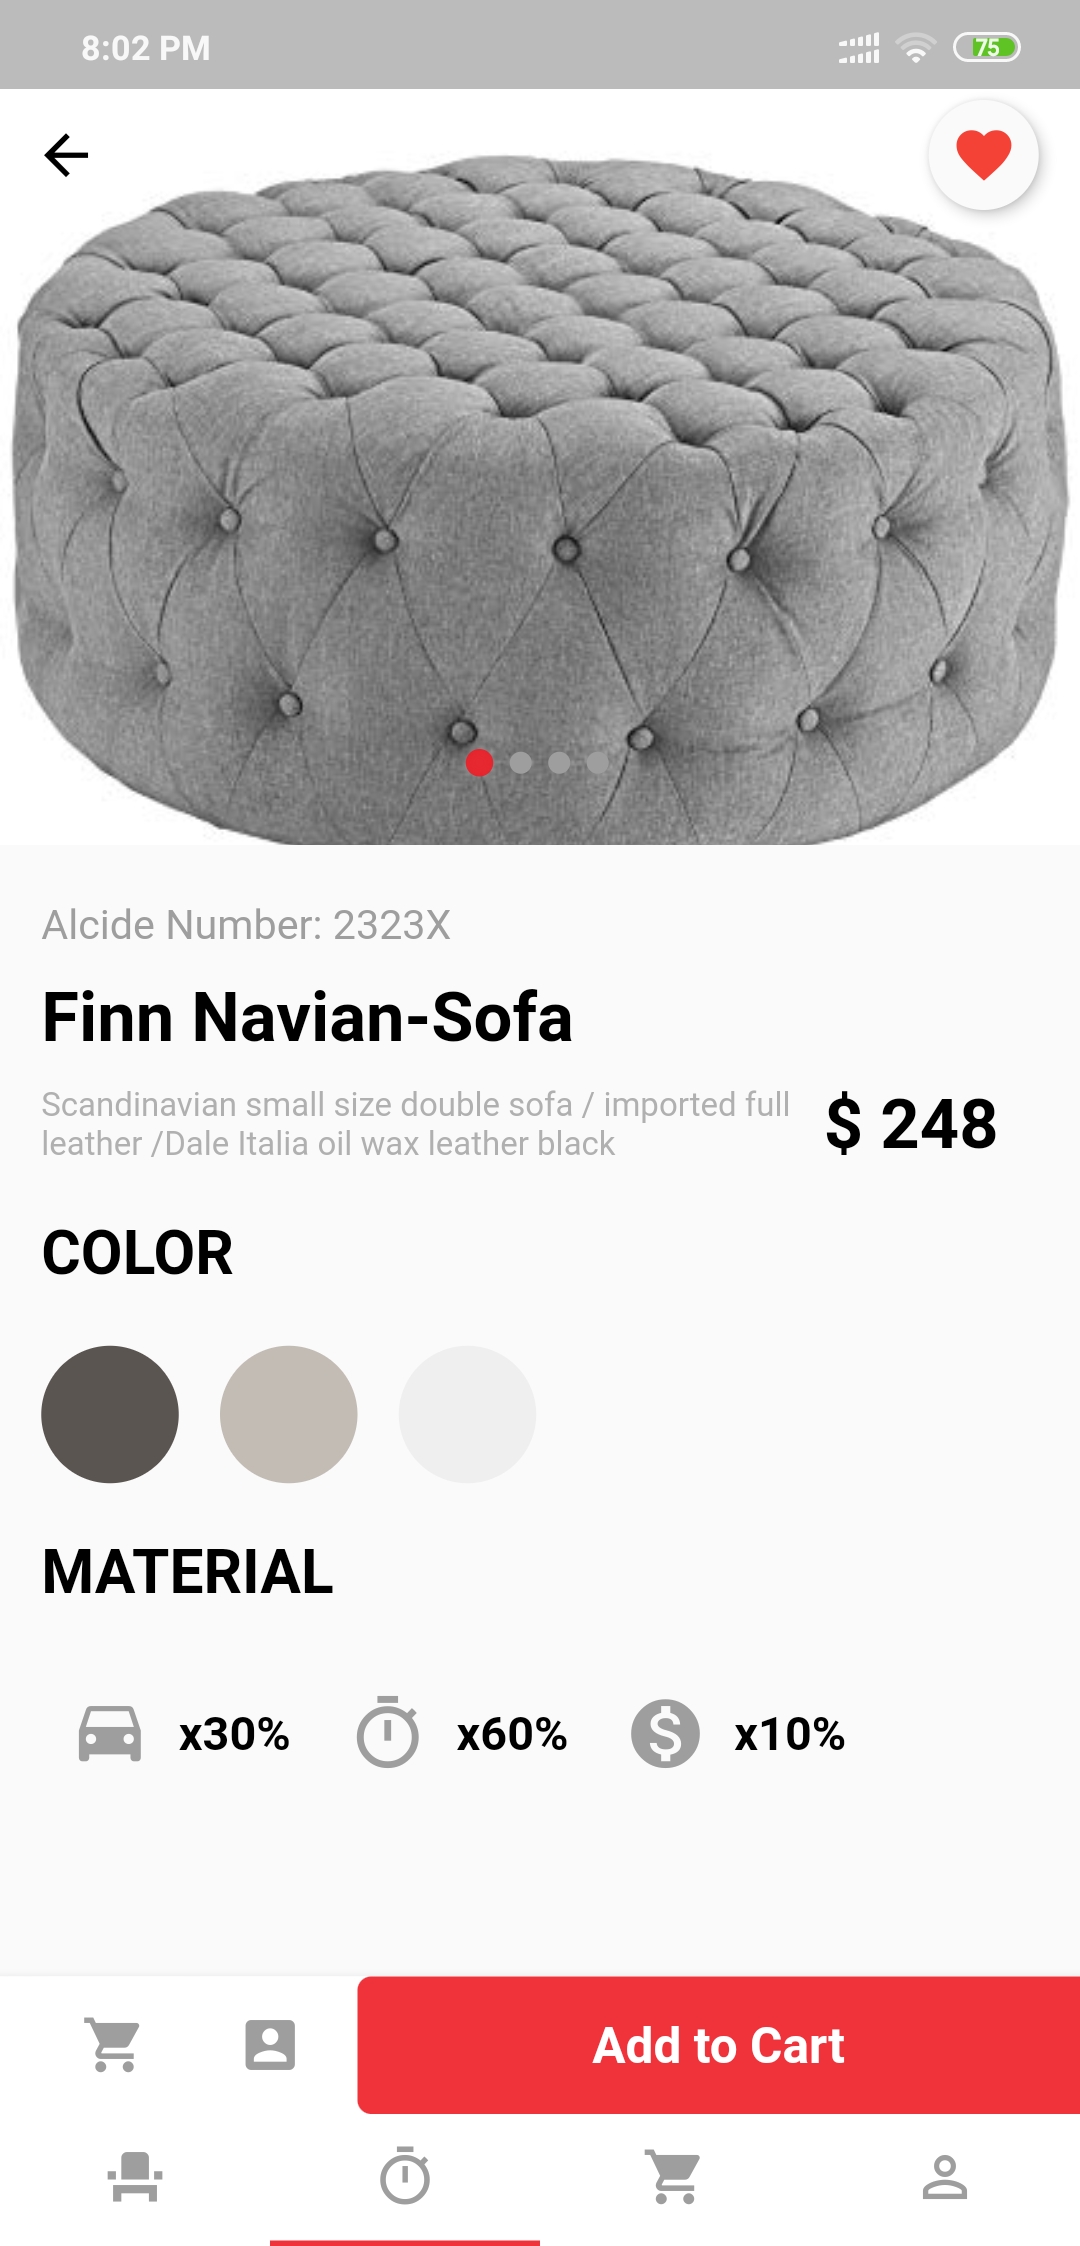 8:02 PM
75
Alcide Number: 2323X
Finn Navian-Sofa
Scandinavian small size double sofa / imported full
leather /Dale Italia oil wax leather black
$ 248
COLOR
MATERIAL
x30% x60% x10%
Add to Cart